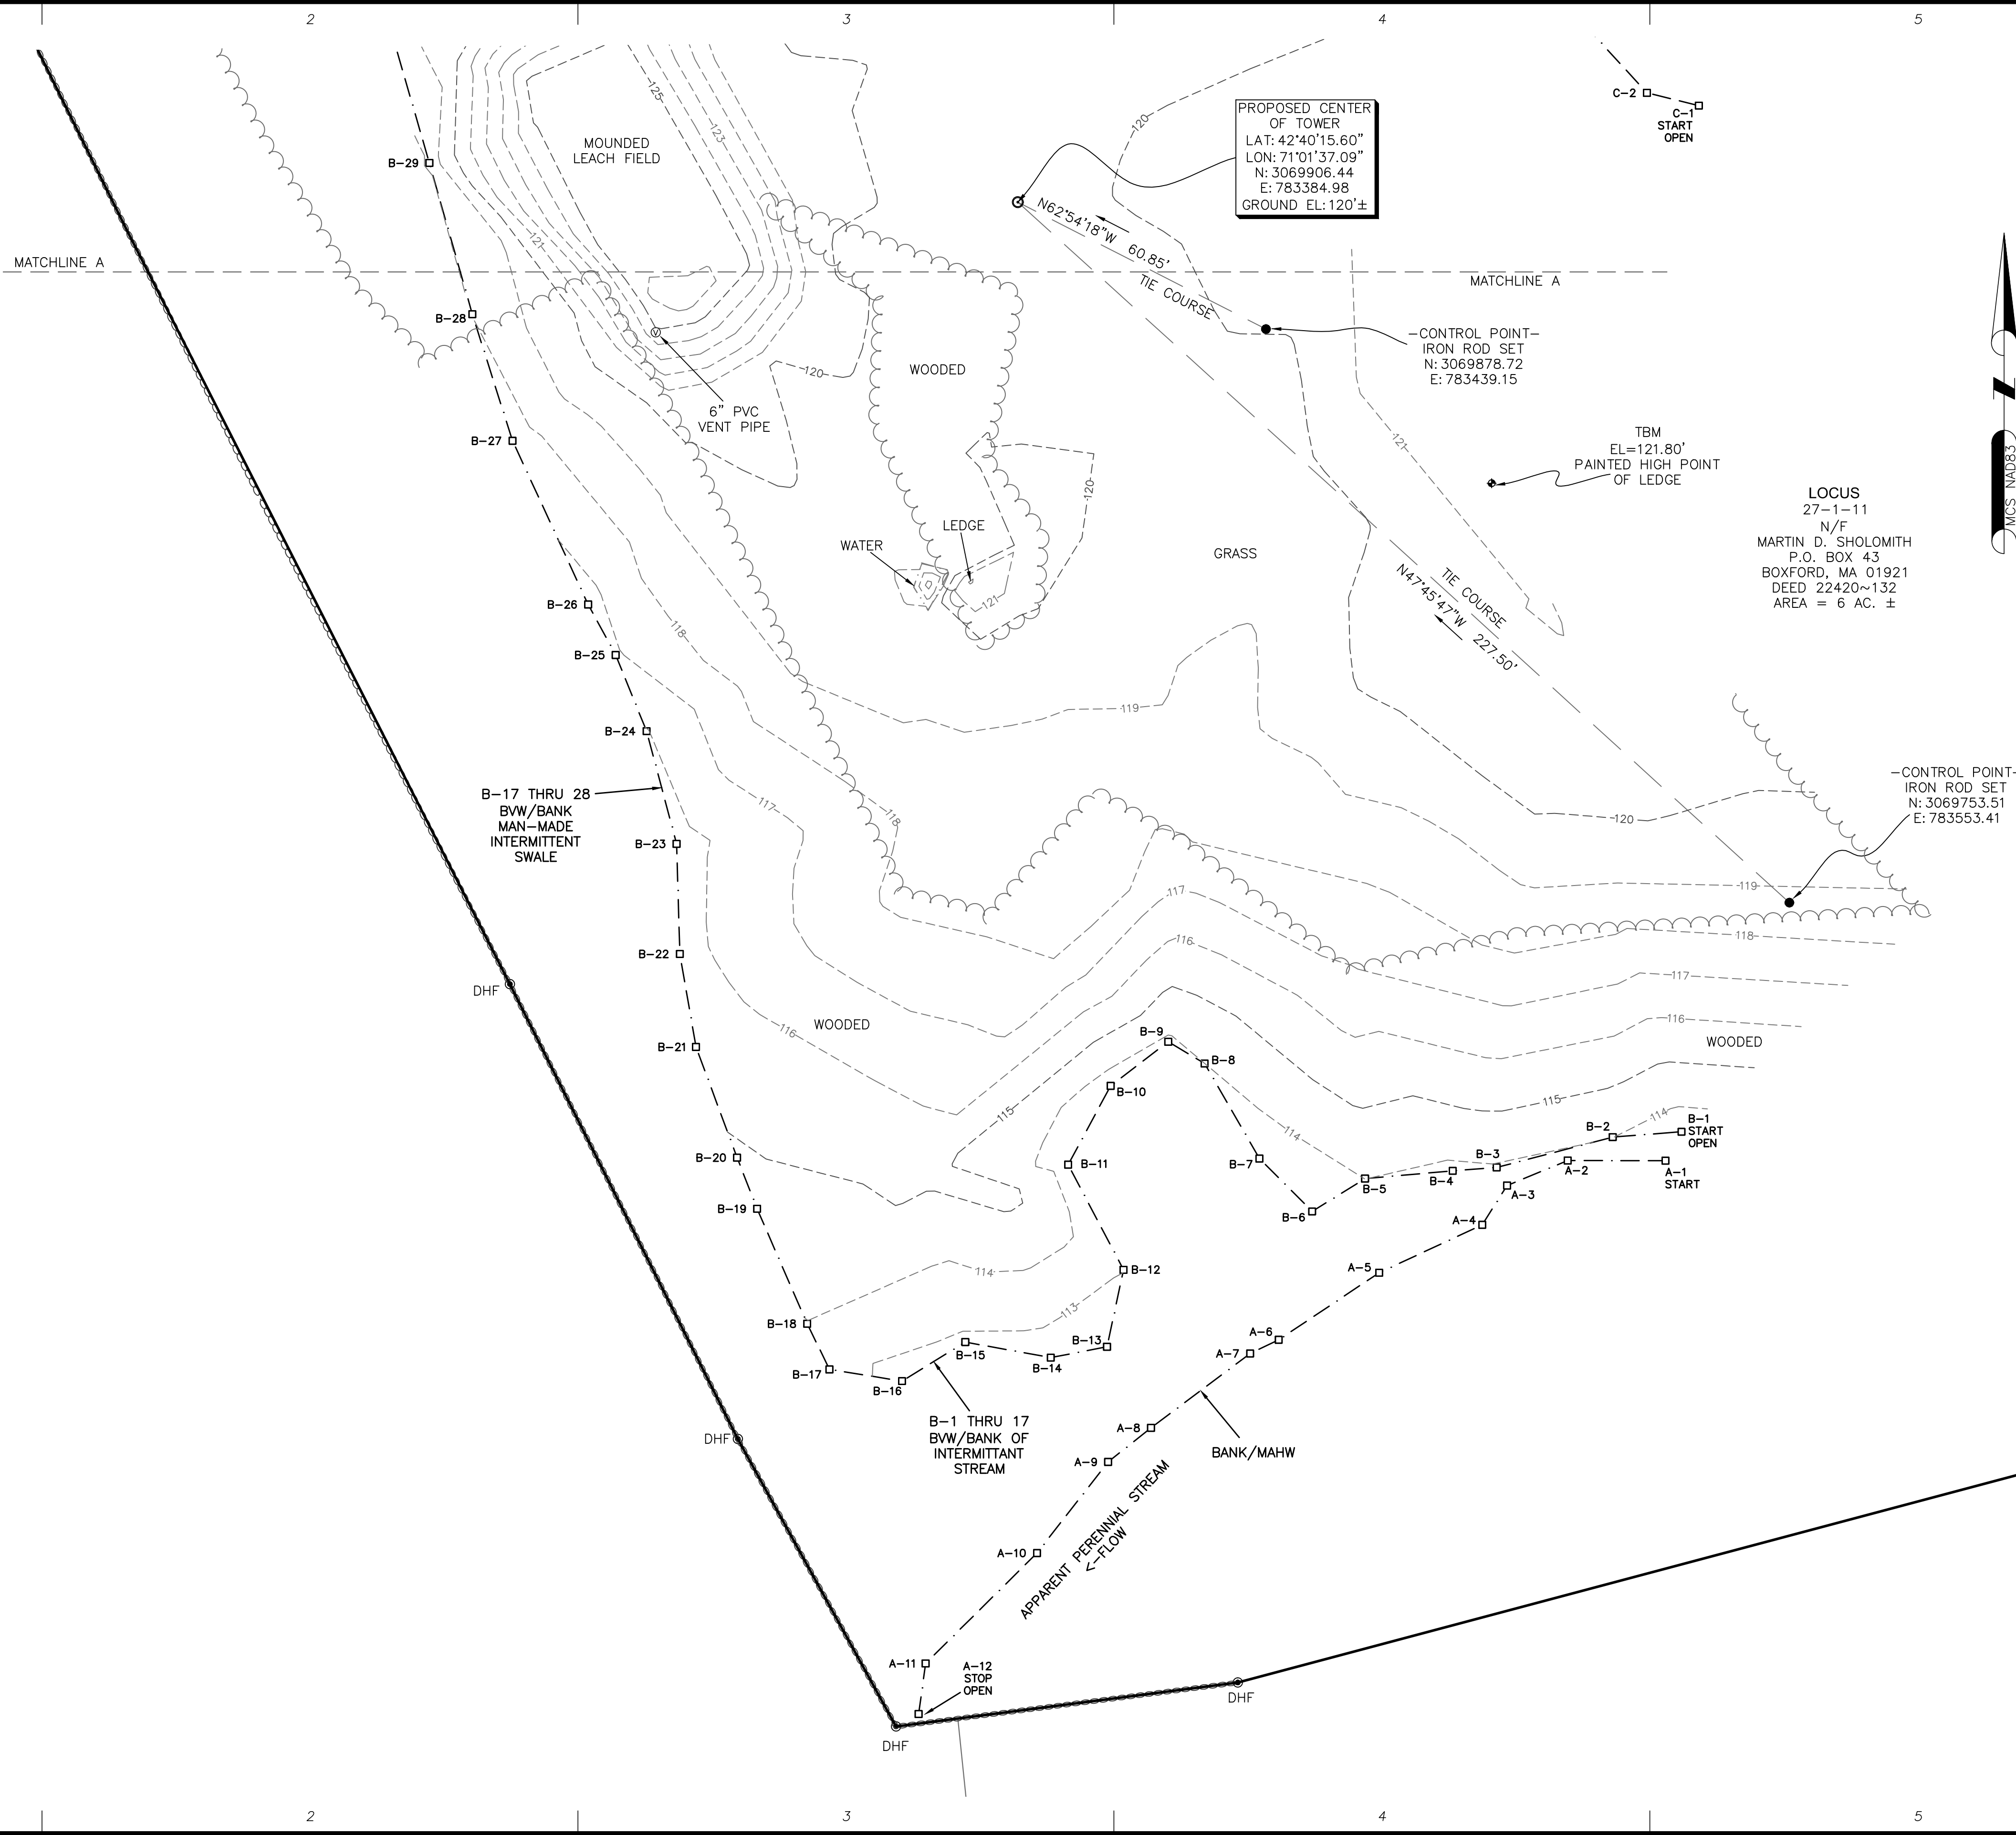 2
3
4
5
C-2
C-1
START
OPEN
PROPOSED CENTER
OF TOWER
LAT: 42°40'15.60"
LON: 71°01'37.09"
N: 3069906.44
E: 783384.98
GROUND EL: 120'±
125
123
120
MOUNDED
LEACH FIELD
B-29
121
N62°54'18"W 60.85'
TIE COURSE
MATCHLINE A
MATCHLINE A
B-28
-CONTROL POINT-
IRON ROD SET
N: 3069878.72
E: 783439.15
WOODED
120
6" PVC
VENT PIPE
B-27
121
TBM
EL=121.80'
PAINTED HIGH POINT
OF LEDGE
MCS NAD83
LOCUS
27-1-11
N/F
MARTIN D. SHOLOMITH
P.O. BOX 43
BOXFORD, MA 01921
DEED 22420~132
AREA = 6 AC. ±
120
LEDGE
WATER
GRASS
121
TIE COURSE
N47°45'47"W 227.50'
B-26
118
B-25
119
B-24
-CONTROL POINT-
IRON ROD SET
N: 3069753.51
E: 783553.41
B-17 THRU 28
BVW/BANK
MAN-MADE
INTERMITTENT
SWALE
117
118
120
B-23
119
117
118
116
B-22
117
DHF
116
WOODED
116
WOODED
B-21
B-9
B-8
B-10
115
115
114
114
B-2
B-1
START
OPEN
B-20
B-11
B-7
B-3
B-4
B-5
A-2
A-1
START
A-3
B-19
B-6
A-4
114
B-12
A-5
113
B-18
B-13
A-6
B-15
B-14
A-7
B-17
B-16
B-1 THRU 17
BVW/BANK OF
INTERMITTANT
STREAM
A-8
DHF
BANK/MAHW
A-9
APPARENT PERENNIAL STREAM
<-FLOW
A-10
A-11
A-12
STOP
OPEN
DHF
DHF
2
3
4
5